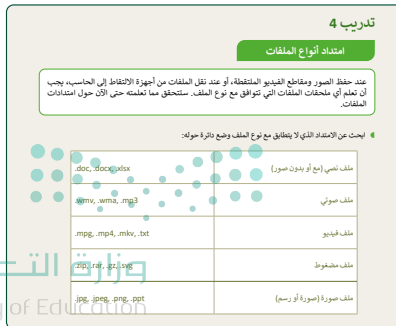 تدريب 4
امتداد أنواع الملفات
عند حفظ الصور ومقاطع الفيديو الملتقطة، أو عند نقل الملفات من أجهزة الالتقاط إلى الحاسب، يجب
أن تعلم أي ملحقات الملفات التي تتوافق مع نوع الملف. ستتحقق مما تعلمته حتى الآن حول امتدادات
الملفات.
ابحث عن الامتداد الذي لا يتطابق مع نوع الملف وضع دائرة حوله:
ملف نصي (مع أو بدون صور) .doc, .docx, .xlsx
ملف صوتي .wmv, .wma, .mp3
ملف فيديو .mpg, .mp4, .mkv, .txt
ملف مضغوط .zip, .rar, .gz, .svg
ملف صورة (صورة أو رسم) .jpg, .jpeg, .png, .ppt
وزارة التـ
of Education